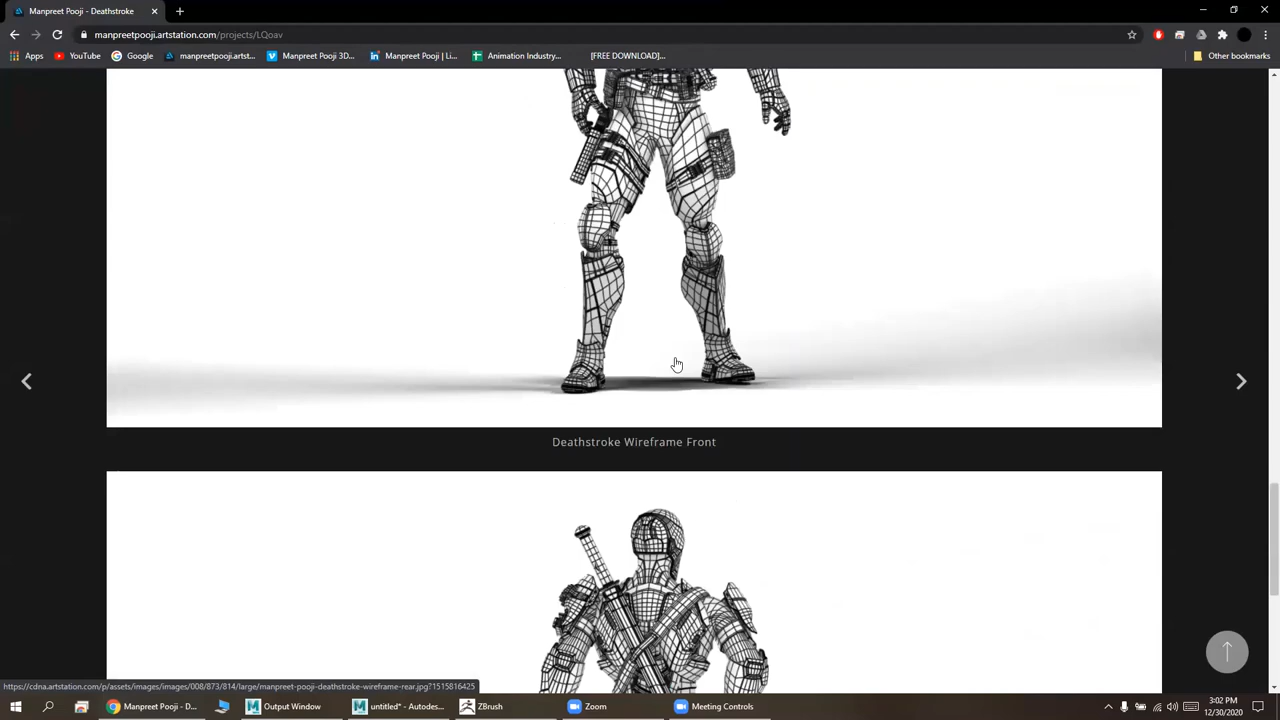 Manpreet Pooji - Deathstroke
manpreetpooji.artstation.com/projects/LQoav
Apps
YouTube
Google
manpreetpooji.artst...
Manpreet Pooji 3D...
Manpreet Pooji | Li...
Animation Industry...
[FREE DOWNLOAD]...
Other bookmarks
Deathstroke Wireframe Front
https://cdna.artstation.com/p/assets/images/images/008/873/814/large/manpreet-pooji-deathstroke-wireframe-rear.jpg?1515816425
Manpreet Pooji - D...
Output Window
untitled* - Autodes...
ZBrush
Zoom
Meeting Controls
3:02 PM
12/30/2020